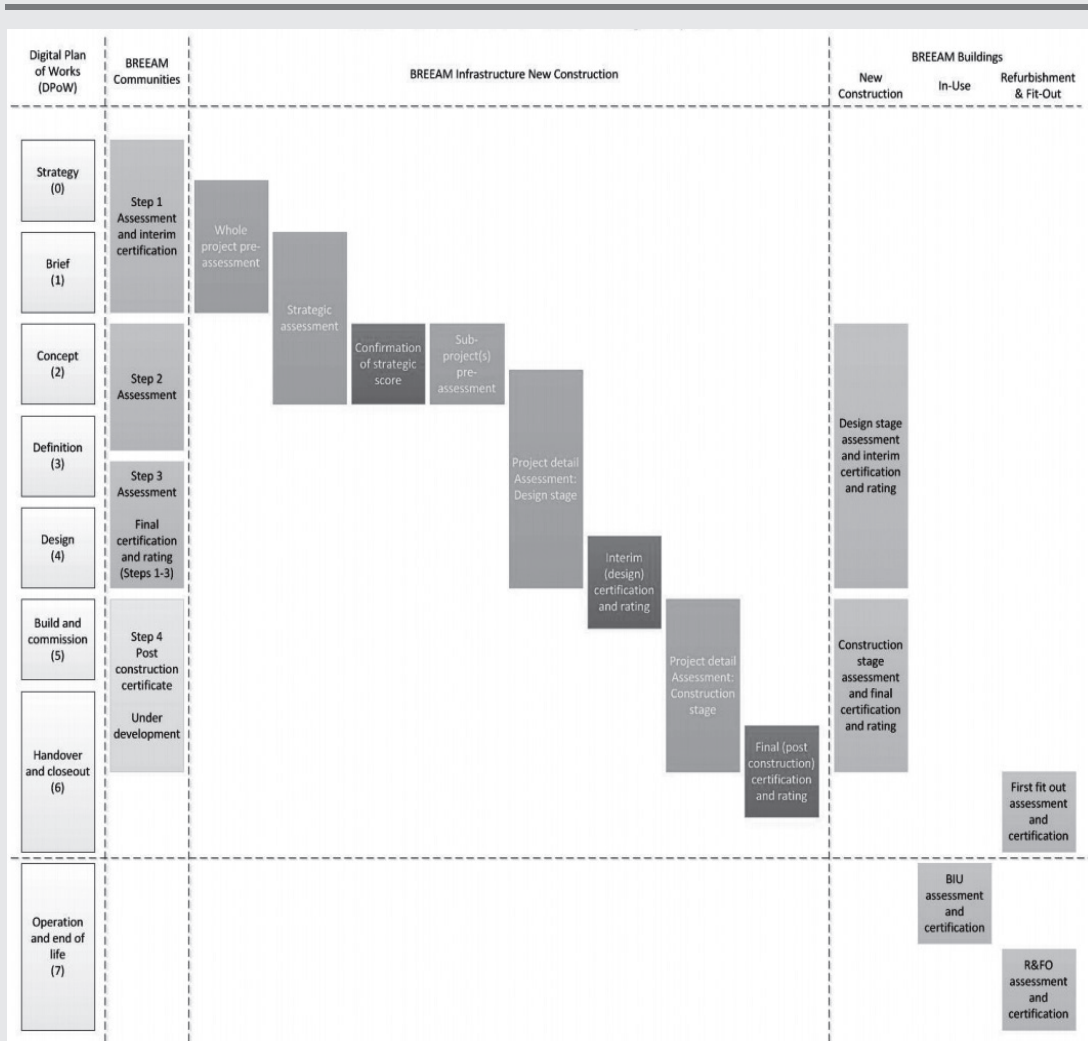 Digital Plan
of Works
(DPoW)
BREEAM
Communities
BREEAM Infrastructure New Construction
BREEAM Buildings
New
Construction
In-Use
Refurbishment
& Fit-Out
Strategy
(0)
Brief
(1)
Concept
(2)
Definition
(3)
Design
(4)
Build and
commission
(5)
Handover
and closeout
(6)
Operation
and end of
life
(7)
Step 1
Assessment
and interim
certification
Step 2
Assessment
Step 3
Assessment
Final
certification
and rating
(Steps 1-3)
Step 4
Post
construction
certificate
Under
development
Whole
project pre-
assessment
Strategic
assessment
Confirmation
of strategic
score
Sub-
project(s)
pre-
assessment
Project detail
Assessment:
Design stage
Interim
(design)
certification
and rating
Project detail
Assessment:
Construction
stage
Final (post
construction)
certification
and rating
Design stage
assessment
and interim
certification
and rating
Construction
stage
assessment
and final
certification
and rating
First fit out
assessment
and
certification
BIU
assessment
and
certification
R&FO
assessment
and
certification